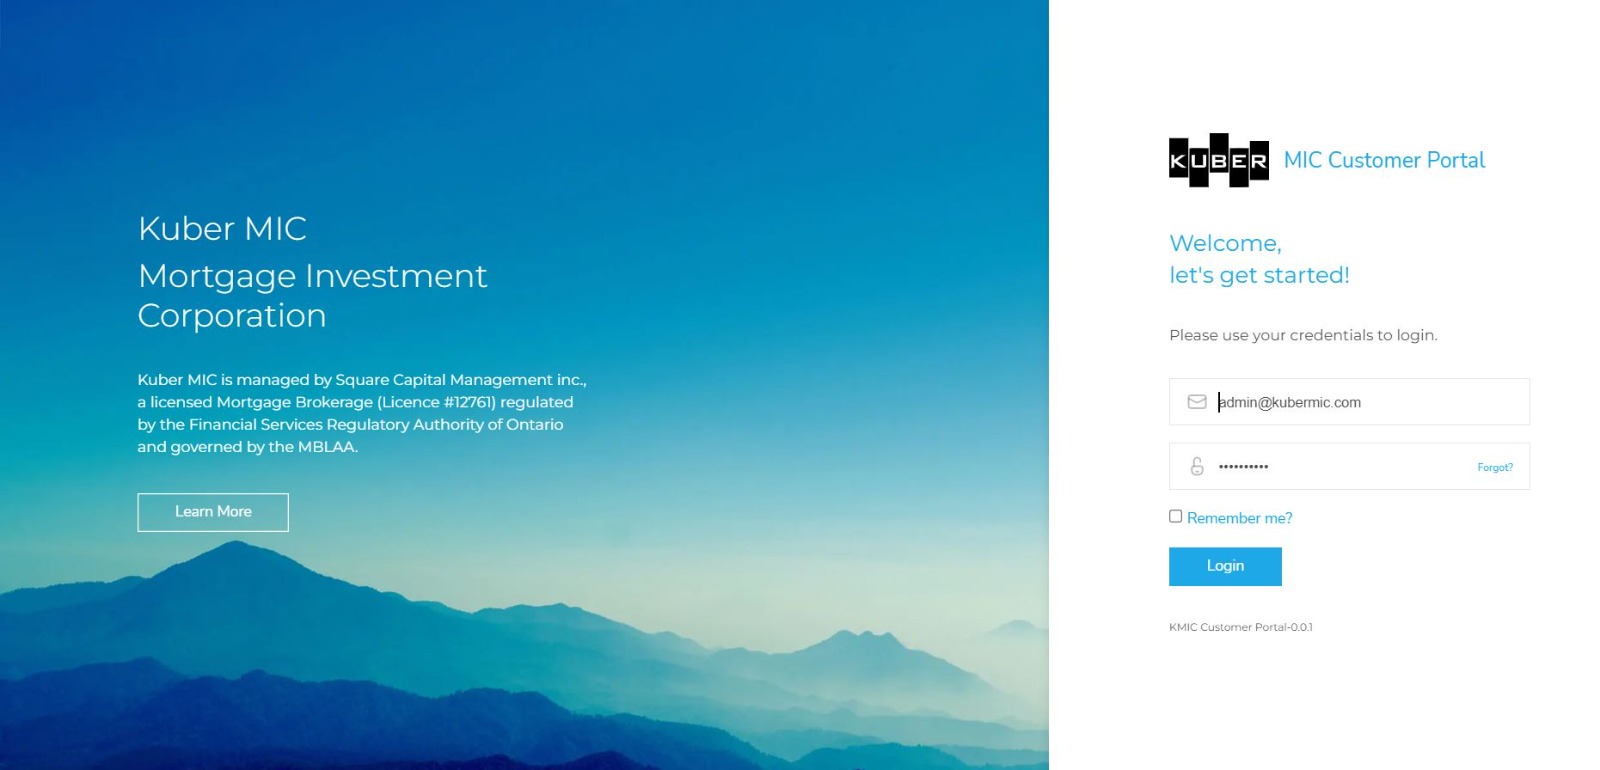 Kuber MIC
Mortgage Investment
Corporation
Kuber MIC is managed by Square Capital Management inc.,
a licensed Mortgage Brokerage (Licence #12761) regulated
by the Financial Services Regulatory Authority of Ontario
and governed by the MBLAA.
Learn More
KUBER MIC Customer Portal
Welcome,
let's get started!
Please use your credentials to login.
admin@kubermic.com
•••••••••• Forgot?
Remember me?
Login
KMIC Customer Portal-0.0.1